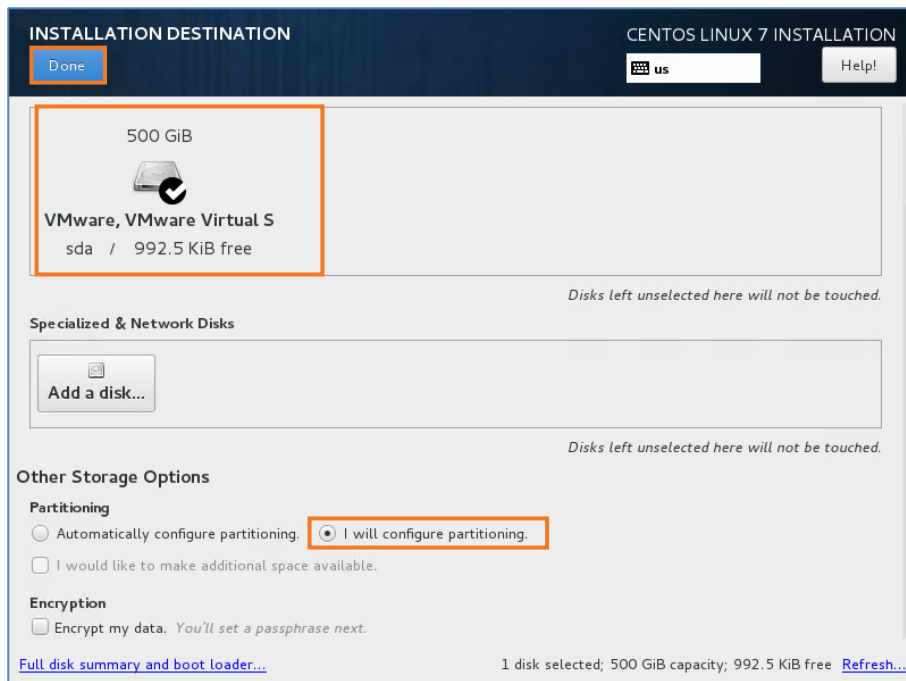 INSTALLATION DESTINATION
CENTOS LINUX 7 INSTALLATION
Done
us
Help!
500 GiB
VMware, VMware Virtual S
sda / 992.5 KiB free
Disks left unselected here will not be touched.
Specialized & Network Disks
Add a disk...
Disks left unselected here will not be touched.
Other Storage Options
Partitioning
Automatically configure partitioning. I will configure partitioning.
I would like to make additional space available.
Encryption
Encrypt my data. You'll set a passphrase next.
Full disk summary and boot loader... 1 disk selected; 500 GiB capacity; 992.5 KiB free Refresh...